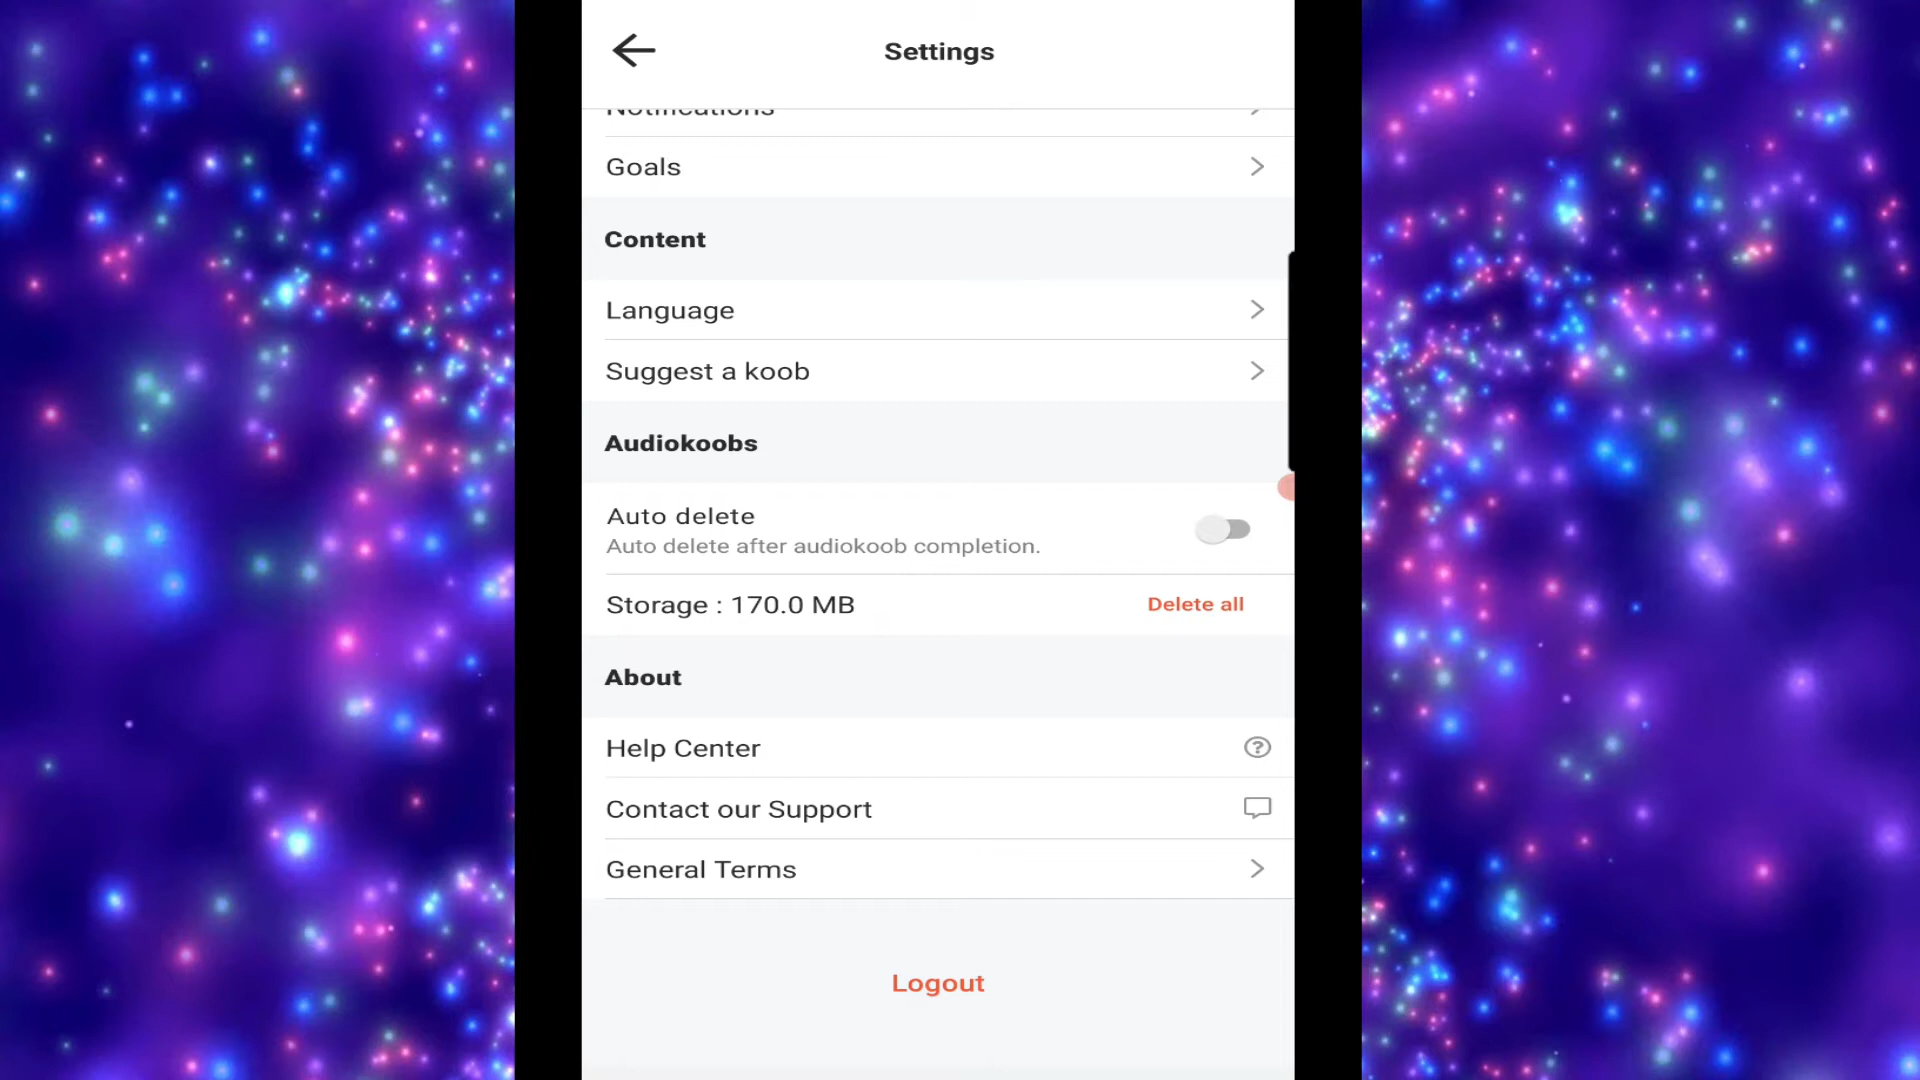 Settings
Notifications
Goals
Content
Language
Suggest a koob
Audiokoobs
Auto delete
Auto delete after audiokoob completion.
Storage : 170.0 MB
Delete all
About
Help Center
Contact our Support
General Terms
Logout